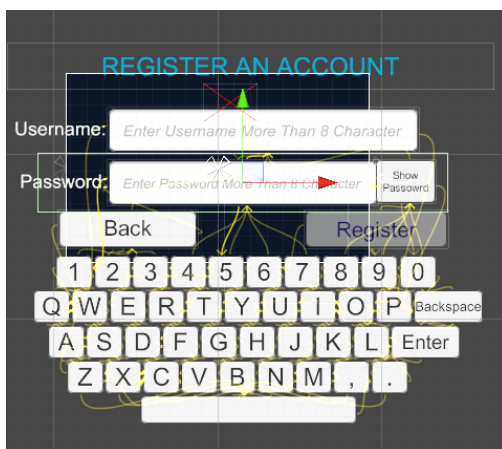 REGISTER AN ACCOUNT
Username: Enter Username More Than 8 Character
Password: Enter Password More Than 8 Character Show Passowrd
Back Register
1 2 3 4 5 6 7 8 9 0
Q W E R T Y U I O P Backspace
A S D F G H J K L Enter
Z X C V B N M , .